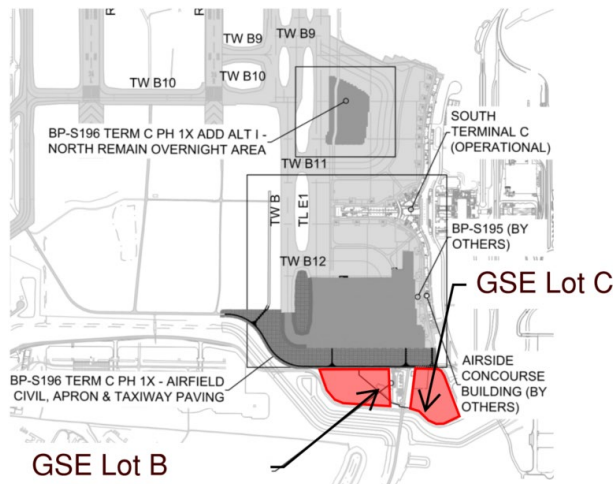 R
R
TW B9
TW B9
TW B10
TW B10
BP-S196 TERM C PH 1X ADD ALT I -
NORTH REMAIN OVERNIGHT AREA
SOUTH
TERMINAL C
(OPERATIONAL)
TW B11
TW B
TL E1
BP-S195 (BY
OTHERS)
TW B12
GSE Lot C
BP-S196 TERM C PH 1X - AIRFIELD
CIVIL, APRON & TAXIWAY PAVING
AIRSIDE
CONCOURSE
BUILDING (BY
OTHERS)
GSE Lot B